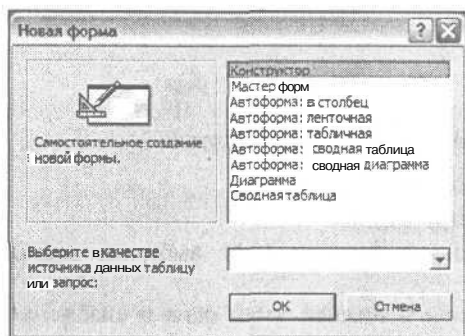 Новая форма
Самостоятельное создание
новой формы.
Конструктор
Мастер форм
Автоформа: в столбец
Автоформа: ленточная
Автоформа: табличная
Автоформа: сводная таблица
Автоформа: сводная диаграмма
Диаграмма
Сводная таблица
Выберите в качестве
источника данных таблицу
или запрос:
ОК
Отмена